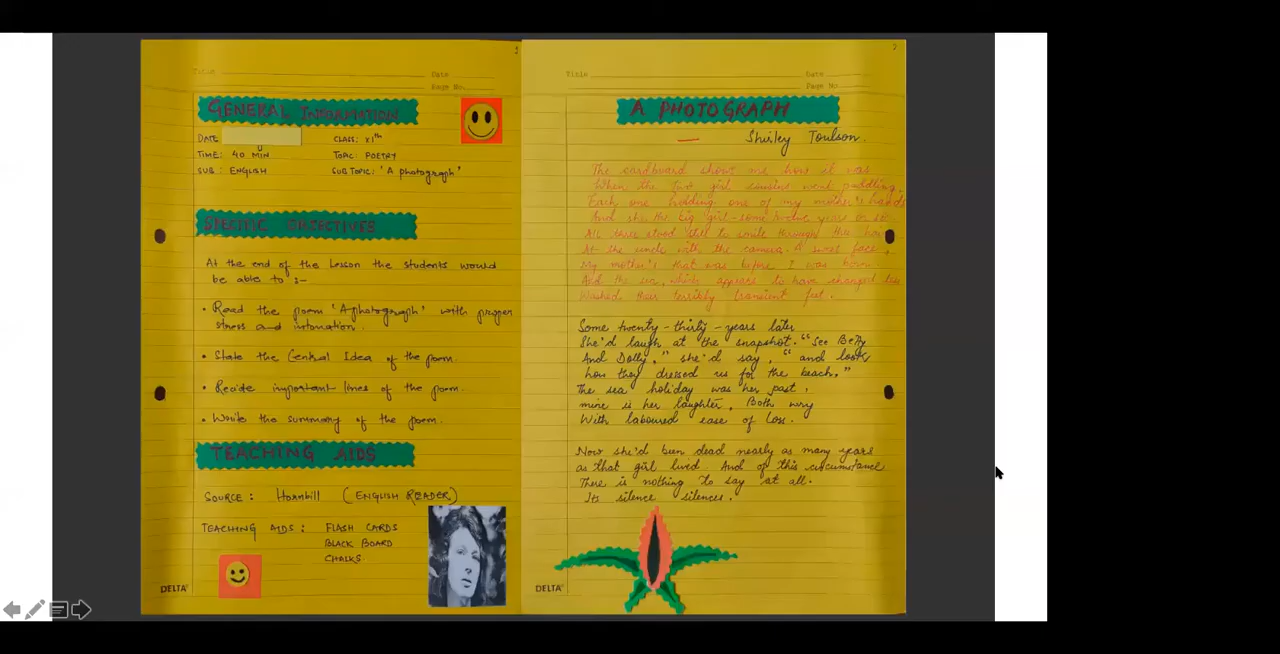 3
Title
Date
Page No.
GENERAL INFORMATION
DATE
CLASS: XIth
TIME: 40 min
TOPIC: POETRY
SUB: ENGLISH
SUB TOPIC: 'A photograph'
SPECIFIC OBJECTIVES
At the end of the lesson the students would
be able to :-
• Read the poem 'A photograph' with proper
stress and intonation.
• State the Central Idea of the poem.
• Recide important lines of the poem.
• Write the summary of the poem.
TEACHING AIDS
SOURCE: Hornbill (ENGLISH READER)
TEACHING AIDS: FLASH CARDS
BLACK BOARD
CHALKS
DELTA
Title
Date
Page No.
A PHOTOGRAPH
— Shirley Toulson
The cardboard shows me how it was
When the two girl cousins went paddling,
Each one holding one of my mother's hands
And she the big girl - some twelve years or so
All three stood still to smile through their hair
At the uncle with the camera. A sweet face,
My mother's that was before I was born
And the sea, which appears to have changed less
Washed their terribly transient feet.
Some twenty-thirty-years later
She'd laugh at the snapshot. "See Betty
And Dolly," she'd say, "and look
how they dressed us for the beach."
The sea holiday was her past,
mine is her laughter. Both wry
With laboured ease of loss.
Now she'd been dead nearly as many years
as that girl lived. And of this circumstance
There is nothing to say at all.
Its silence silences.
DELTA